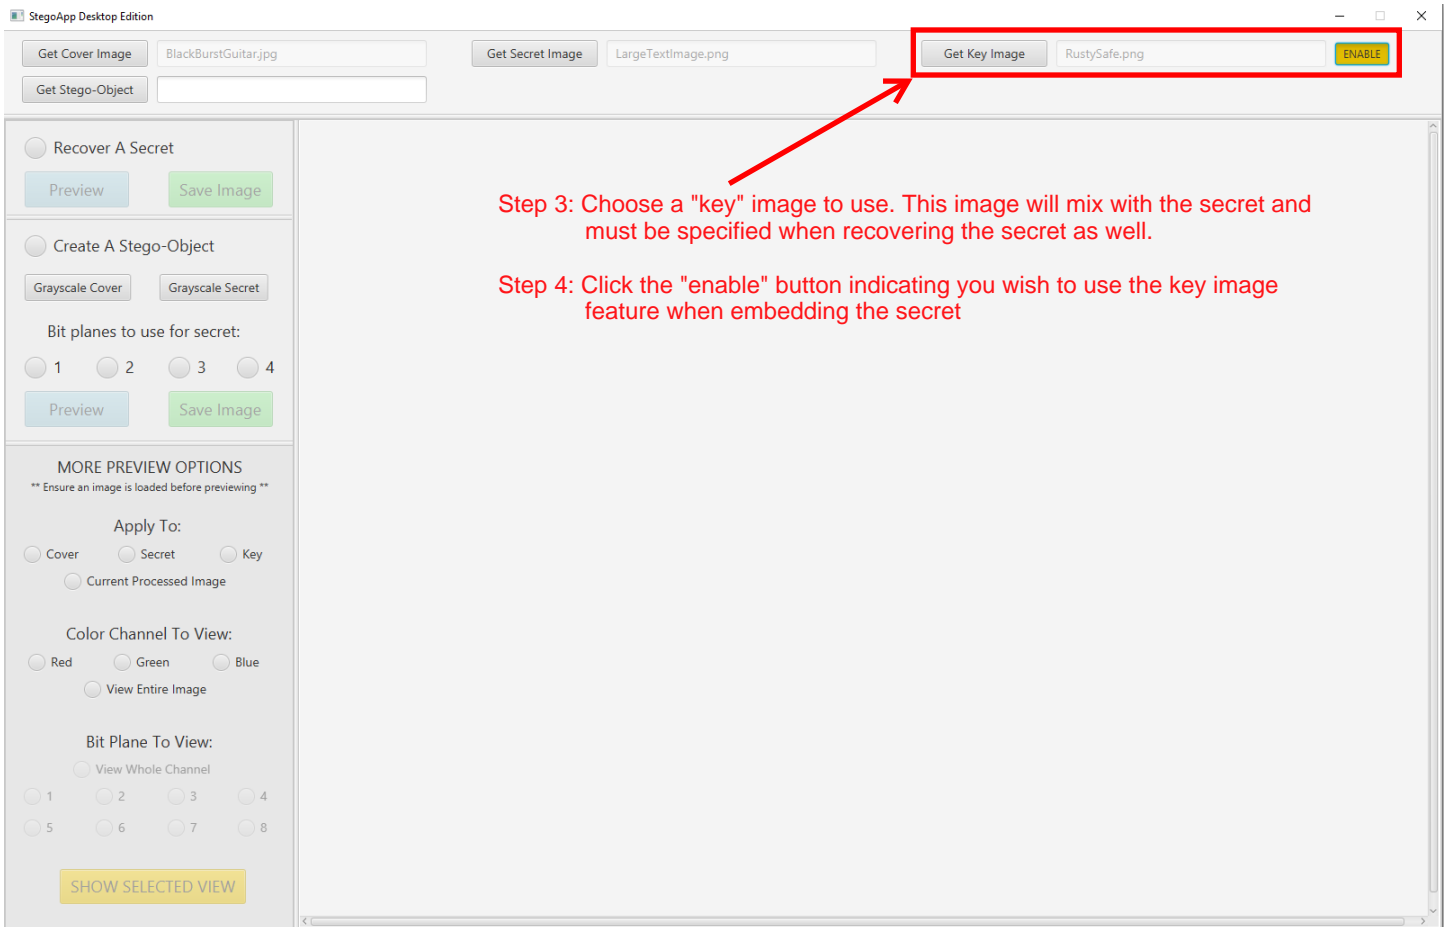 StegoApp Desktop Edition
Get Cover Image BlackBurstGuitar.jpg Get Secret Image LargeTextImage.png Get Key Image RustySafe.png ENABLE
Get Stego-Object
Recover A Secret
Preview Save Image
Step 3: Choose a "key" image to use. This image will mix with the secret and
must be specified when recovering the secret as well.
Step 4: Click the "enable" button indicating you wish to use the key image
feature when embedding the secret
Create A Stego-Object
Grayscale Cover Grayscale Secret
Bit planes to use for secret:
1 2 3 4
Preview Save Image
MORE PREVIEW OPTIONS
** Ensure an image is loaded before previewing **
Apply To:
Cover Secret Key
Current Processed Image
Color Channel To View:
Red Green Blue
View Entire Image
Bit Plane To View:
View Whole Channel
1 2 3 4
5 6 7 8
SHOW SELECTED VIEW